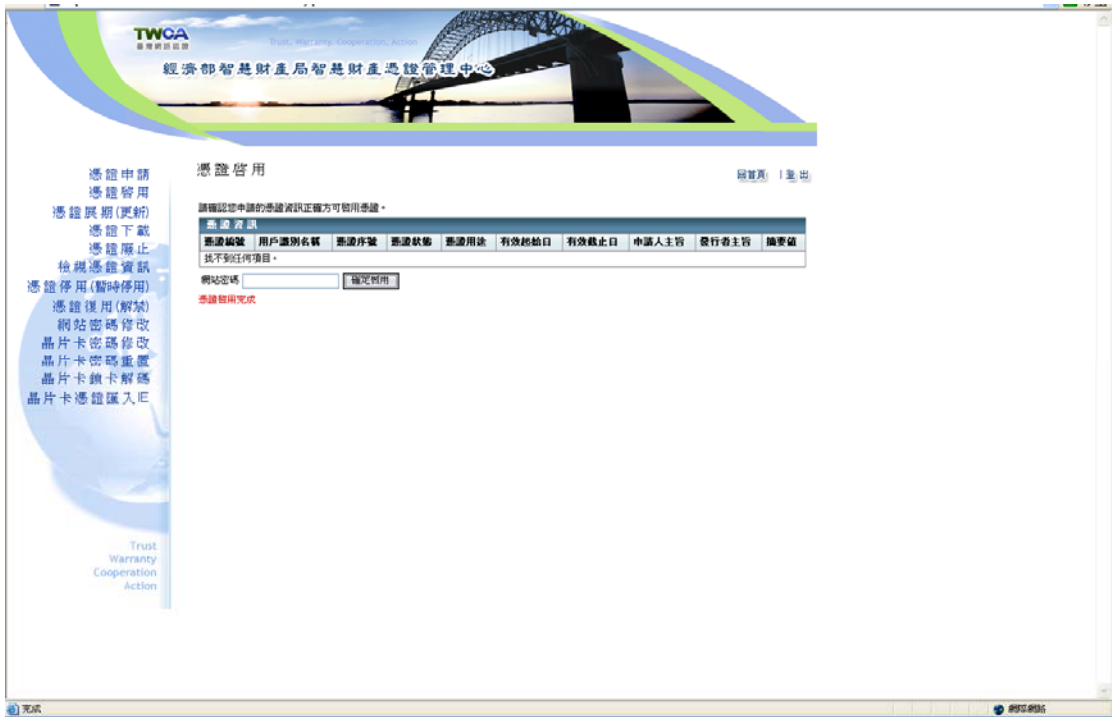 TWCA
臺灣網路認證
Trust, Warranty, Cooperation, Action
經濟部智慧財產局智慧財產憑證管理中心
憑證申請
憑證啓用
憑證展期(更新)
憑證下載
憑證廢止
檢視憑證資訊
憑證停用(暫時停用)
憑證復用(解禁)
網站密碼修改
晶片卡密碼修改
晶片卡密碼重置
晶片卡鎖卡解碼
晶片卡憑證匯入IE
Trust
Warranty
Cooperation
Action
憑證啓用
回首頁 | 登出
請確認您申請的憑證資訊正確方可啓用憑證。
憑證資訊
憑證編號 用戶識別名稱 憑證序號 憑證狀態 憑證用途 有效起始日 有效截止日 申請人主旨 發行者主旨 摘要值
找不到任何項目。
網站密碼 確定啓用
憑證啓用完成
完成 網際網路